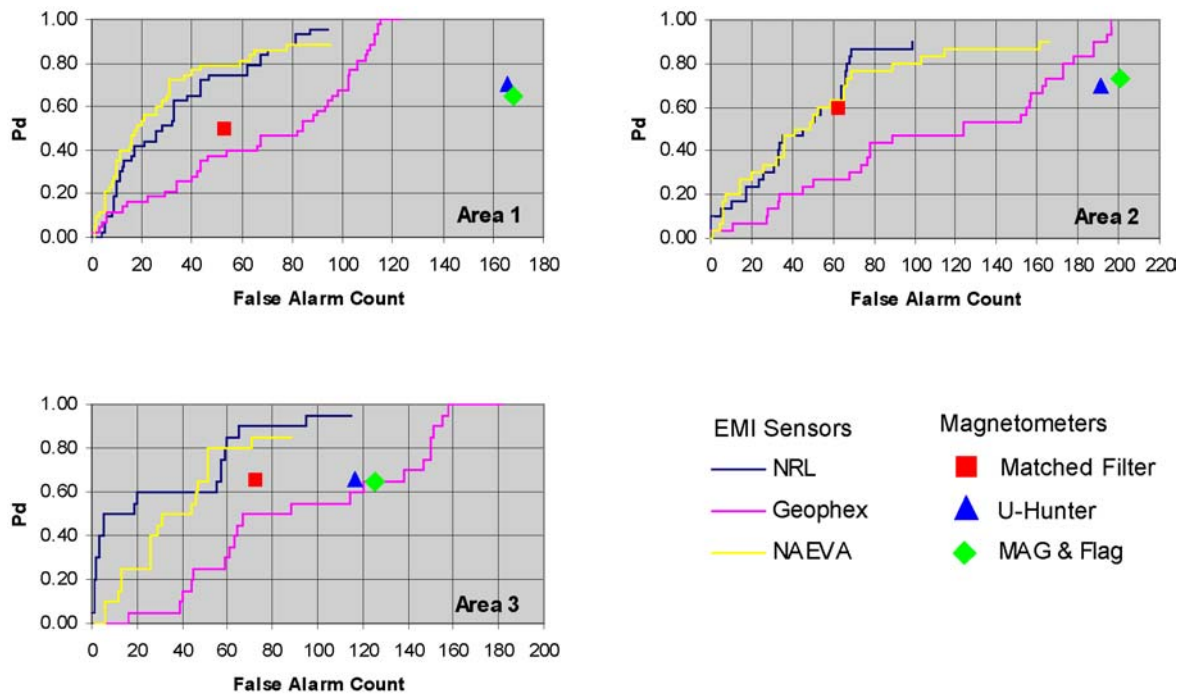 1.00
0.80
0.60
0.40
0.20
0.00
Pd
Area 1
0 20 40 60 80 100 120 140 160 180
False Alarm Count
1.00
0.80
0.60
0.40
0.20
0.00
Pd
Area 2
0 20 40 60 80 100 120 140 160 180 200 220
False Alarm Count
1.00
0.80
0.60
0.40
0.20
0.00
Pd
Area 3
0 20 40 60 80 100 120 140 160 180 200
False Alarm Count
EMI Sensors
NRL
Geophex
NAEVA
Magnetometers
Matched Filter
U-Hunter
MAG & Flag